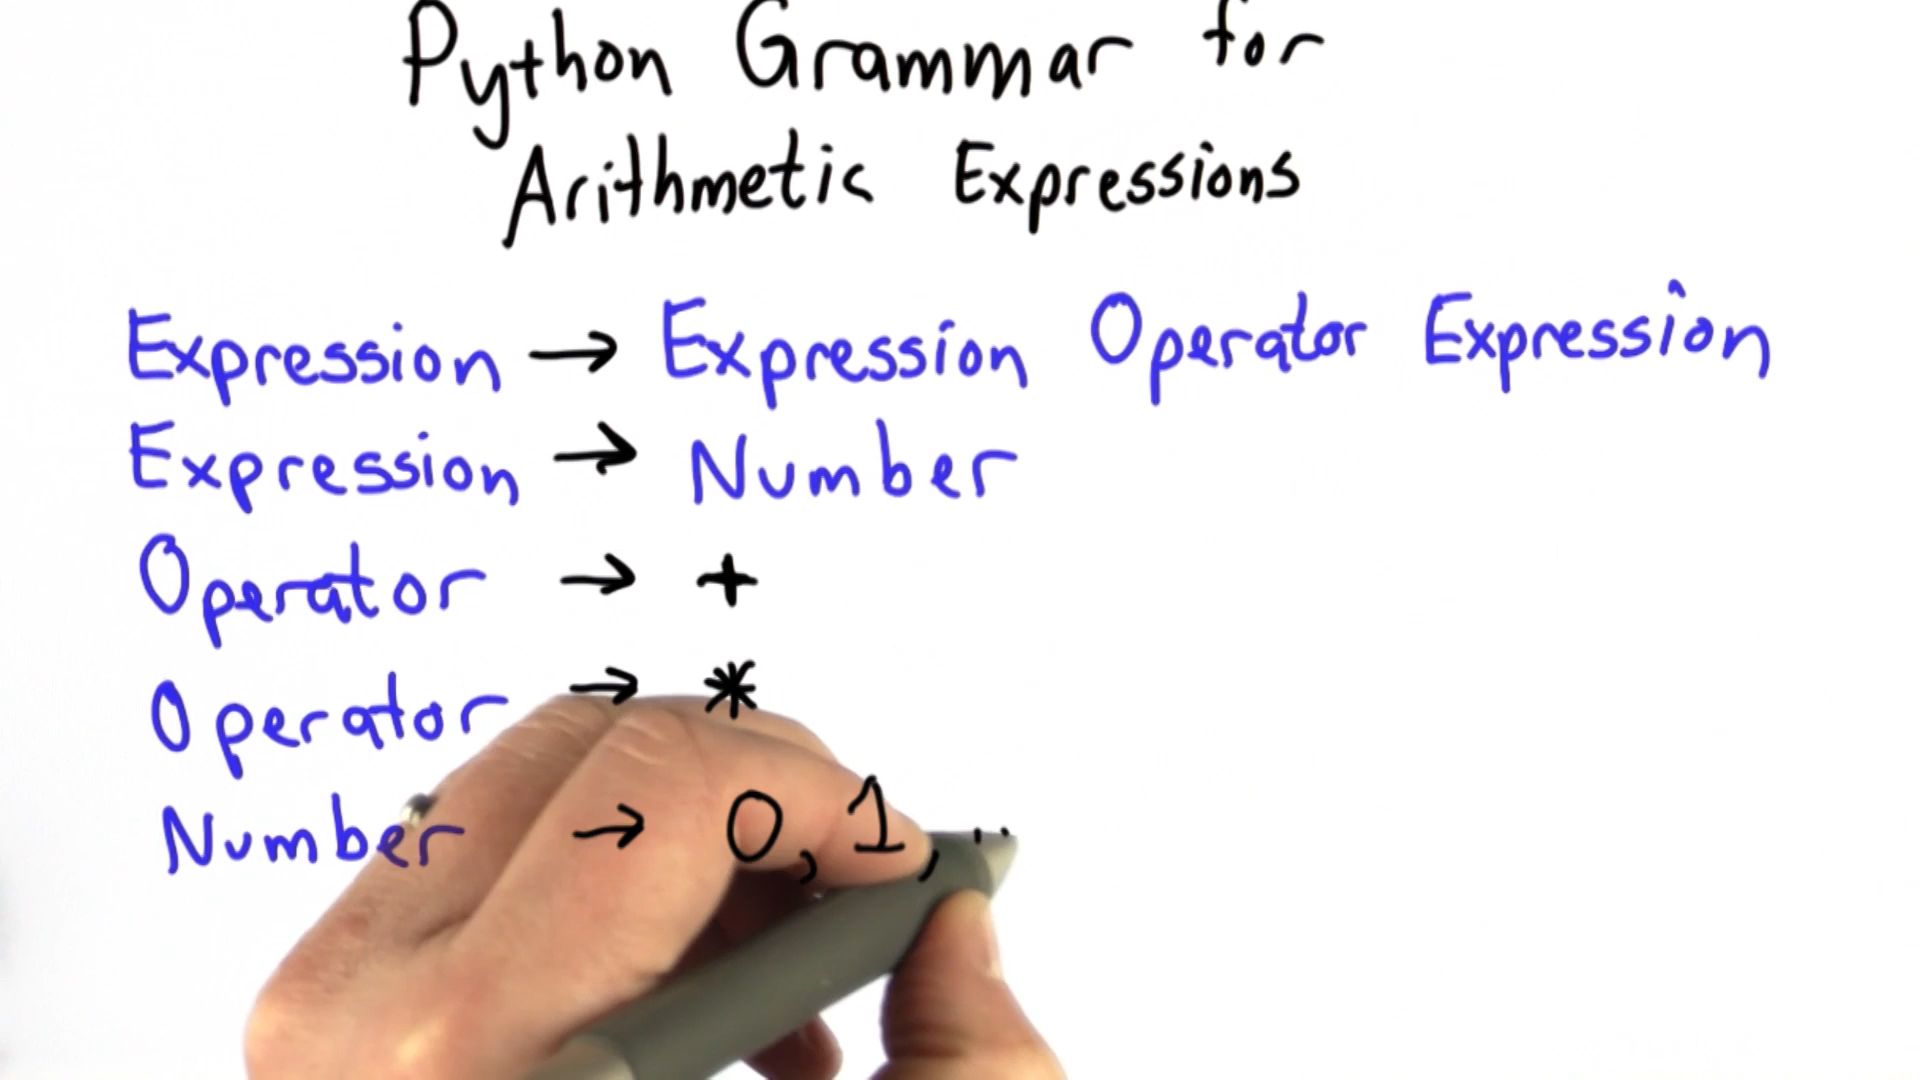 Python Grammar for
Arithmetic Expressions
Expression → Expression Operator Expression
Expression → Number
Operator → +
Operator → *
Number → 0, 1, ..